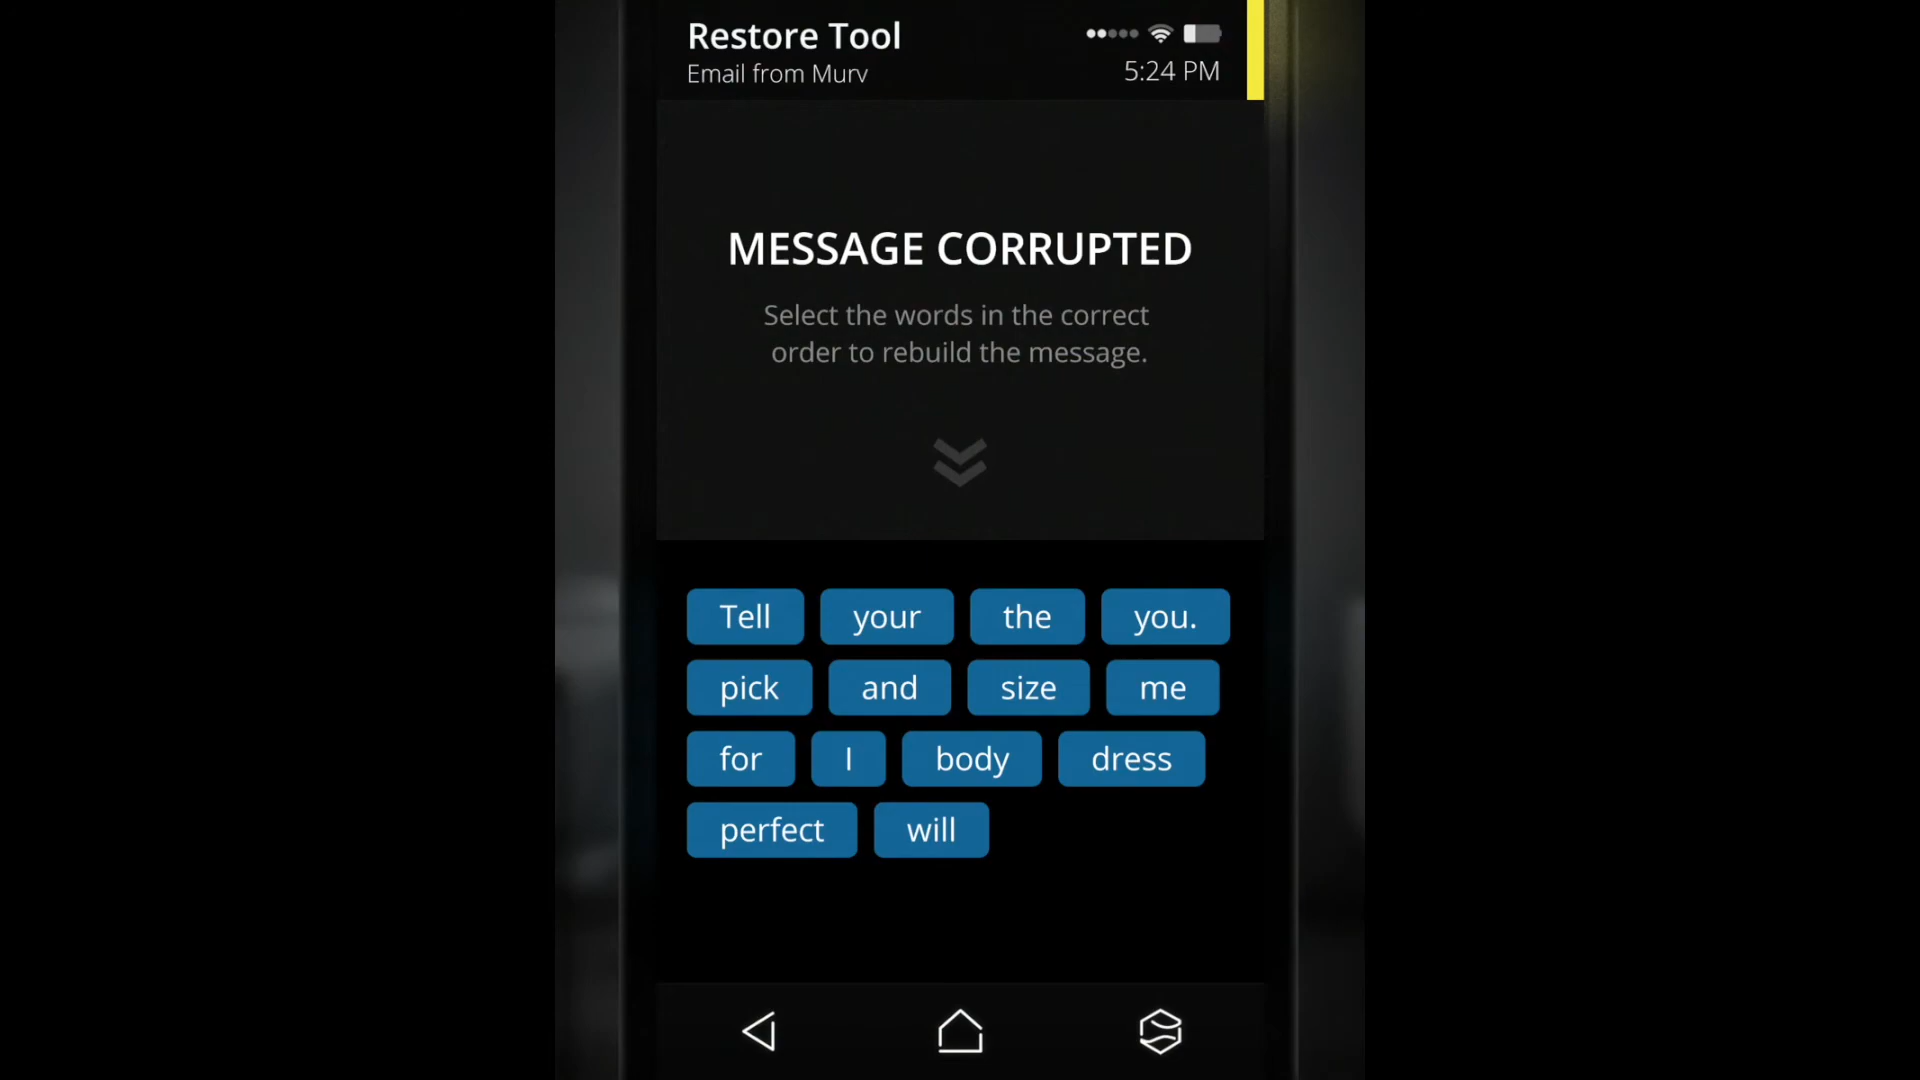 Restore Tool
Email from Murv
5:24 PM
MESSAGE CORRUPTED
Select the words in the correct
order to rebuild the message.
Tell your the you.
pick and size me
for I body dress
perfect will